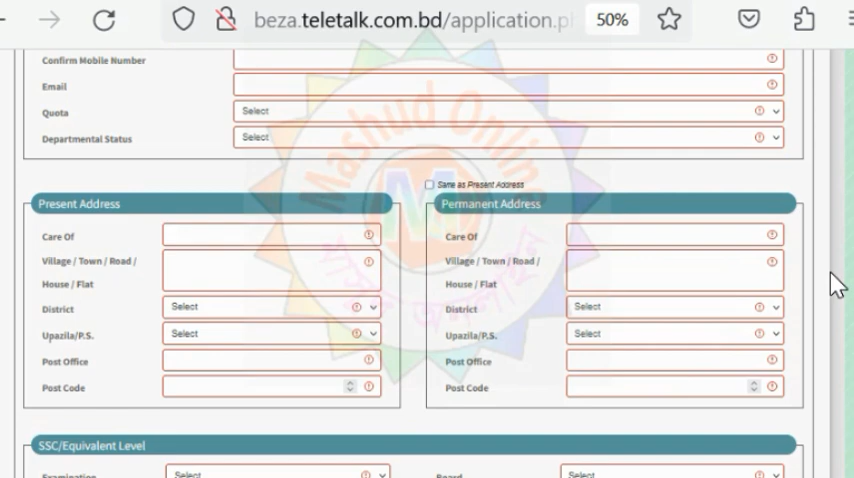 beza.teletalk.com.bd/application.p
50%
Confirm Mobile Number
Email
Quota Select
Departmental Status Select
Same as Present Address
Present Address Permanent Address
Care Of Care Of
Village / Town / Road / Village / Town / Road /
House / Flat House / Flat
District Select District Select
Upazila/P.S. Select Upazila/P.S. Select
Post Office Post Office
Post Code Post Code
SSC/Equivalent Level
Examination Select Board Select
Mashud Online
M